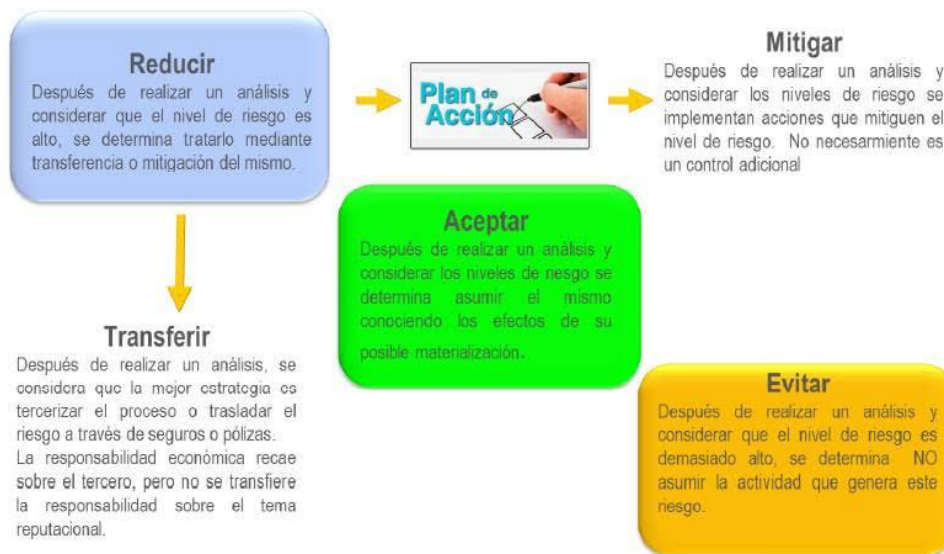 Reducir
Después de realizar un análisis y
considerar que el nivel de riesgo es
alto, se determina tratarlo mediante
transferencia o mitigación del mismo.
Plan de
Acción
Mitigar
Después de realizar un análisis y
considerar los niveles de riesgo se
implementan acciones que mitiguen el
nivel de riesgo. No necesarmiente es
un control adicional
Aceptar
Después de realizar un análisis y
considerar los niveles de riesgo se
determina asumir el mismo
conociendo los efectos de su
posible materialización.
Transferir
Después de realizar un análisis, se
considera que la mejor estrategia es
tercerizar el proceso o trasladar el
riesgo a través de seguros o pólizas.
La responsabilidad económica recae
sobre el tercero, pero no se transfiere
la responsabilidad sobre el tema
reputacional.
Evitar
Después de realizar un análisis y
considerar que el nivel de riesgo es
demasiado alto, se determina NO
asumir la actividad que genera este
riesgo.